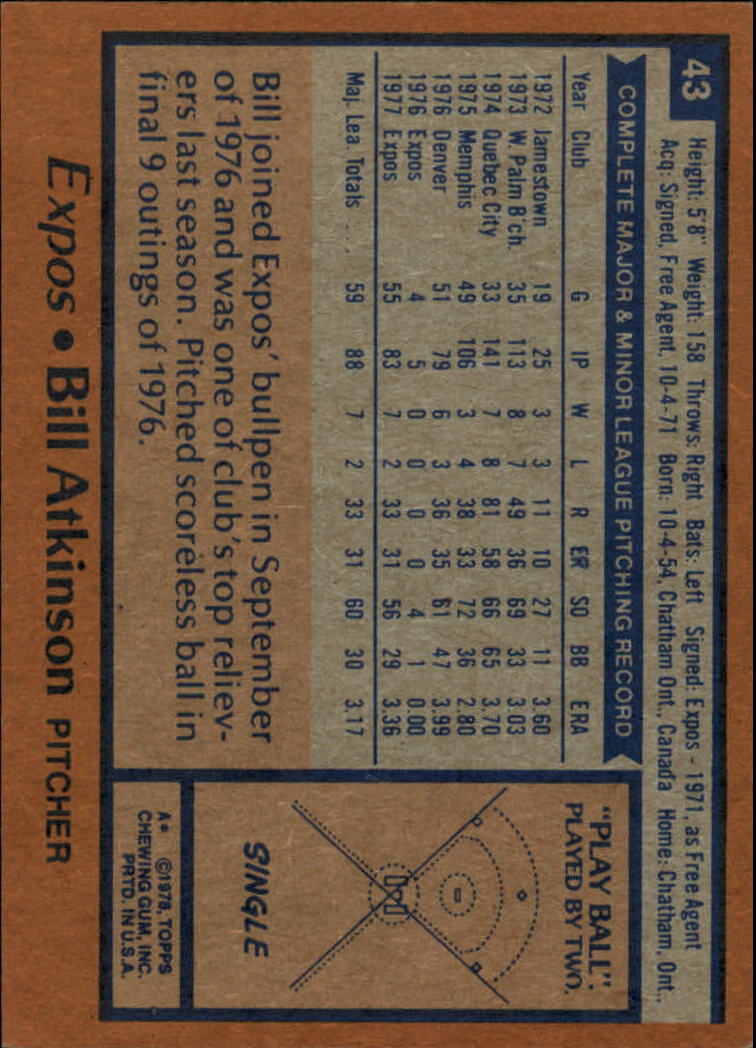 43
Height: 5'8" Weight: 158 Throws: Right Bats: Left Signed: Expos - 1971, as Free Agent
Acq: Signed, Free Agent, 10-4-71 Born: 10-4-54, Chatham Ont., Canada Home: Chatham, Ont.,
COMPLETE MAJOR & MINOR LEAGUE PITCHING RECORD
Year Club G IP W L R ER SO BB ERA
1972 Jamestown 19 25 3 3 11 10 27 11 3.60
1973 W. Palm B'ch. 35 113 8 7 49 36 69 33 3.03
1974 Quebec City 33 141 7 8 81 58 66 65 3.70
1975 Memphis 49 106 3 4 38 33 72 36 2.80
1976 Denver 51 79 6 3 36 35 61 47 3.99
1976 Expos 4 5 0 0 0 0 4 1 0.00
1977 Expos 55 83 7 2 33 31 56 29 3.36
Maj. Lea. Totals .... 59 88 7 2 33 31 60 30 3.17
Bill joined Expos' bullpen in September
of 1976 and was one of club's top reliev-
ers last season. Pitched scoreless ball in
final 9 outings of 1976.
"PLAY BALL":
PLAYED BY TWO.
SINGLE
A* ©1978, TOPPS
CHEWING GUM, INC.
PRTD. IN U.S.A.
Expos • Bill Atkinson PITCHER